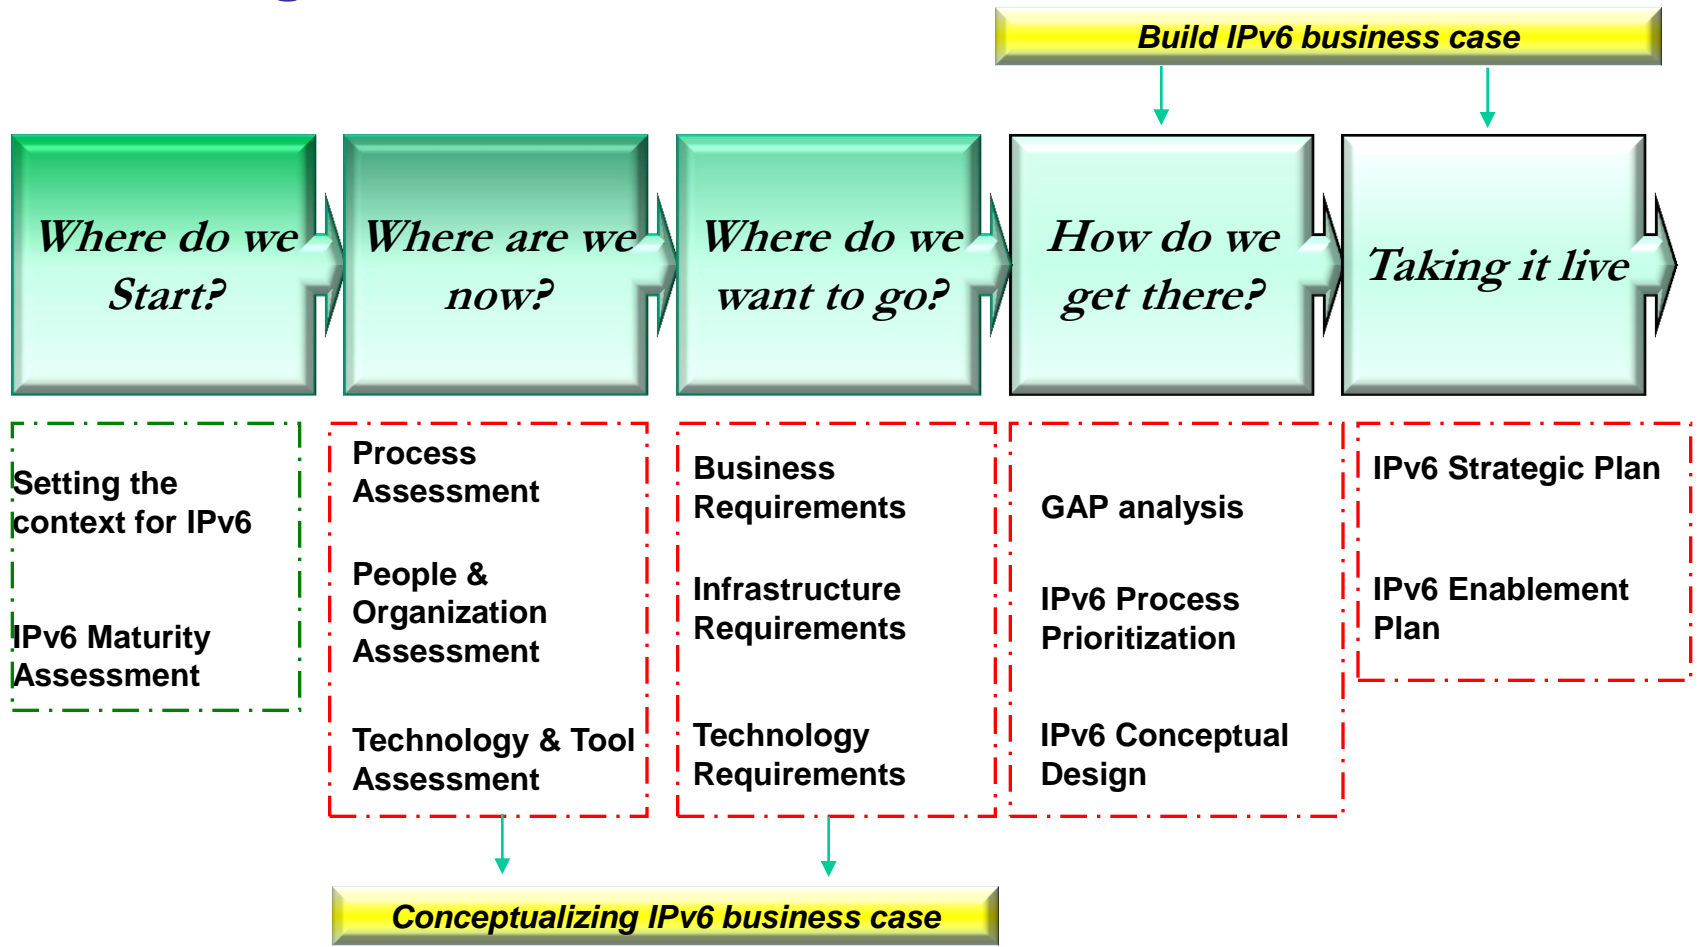 Build IPv6 business case
Where do we
Start?
Where are we
now?
Where do we
want to go?
How do we
get there?
Taking it live
Setting the
context for IPv6
IPv6 Maturity
Assessment
Process
Assessment
People &
Organization
Assessment
Technology & Tool
Assessment
Business
Requirements
Infrastructure
Requirements
Technology
Requirements
GAP analysis
IPv6 Process
Prioritization
IPv6 Conceptual
Design
IPv6 Strategic Plan
IPv6 Enablement
Plan
Conceptualizing IPv6 business case